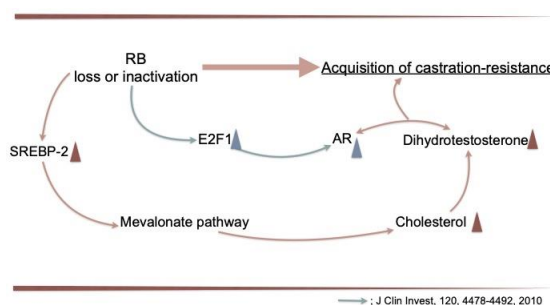 RB
loss or inactivation
Acquisition of castration-resistance
E2F1
AR
Dihydrotestosterone
SREBP-2
Mevalonate pathway
Cholesterol
; J Clin Invest, 120, 4478-4492, 2010